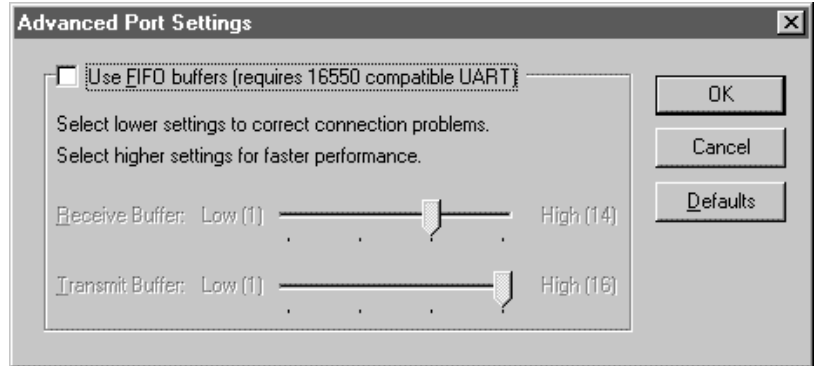 Advanced Port Settings
Use FIFO buffers (requires 16550 compatible UART)
Select lower settings to correct connection problems.
Select higher settings for faster performance.
Receive Buffer: Low (1) High (14)
Transmit Buffer: Low (1) High (16)
OK
Cancel
Defaults